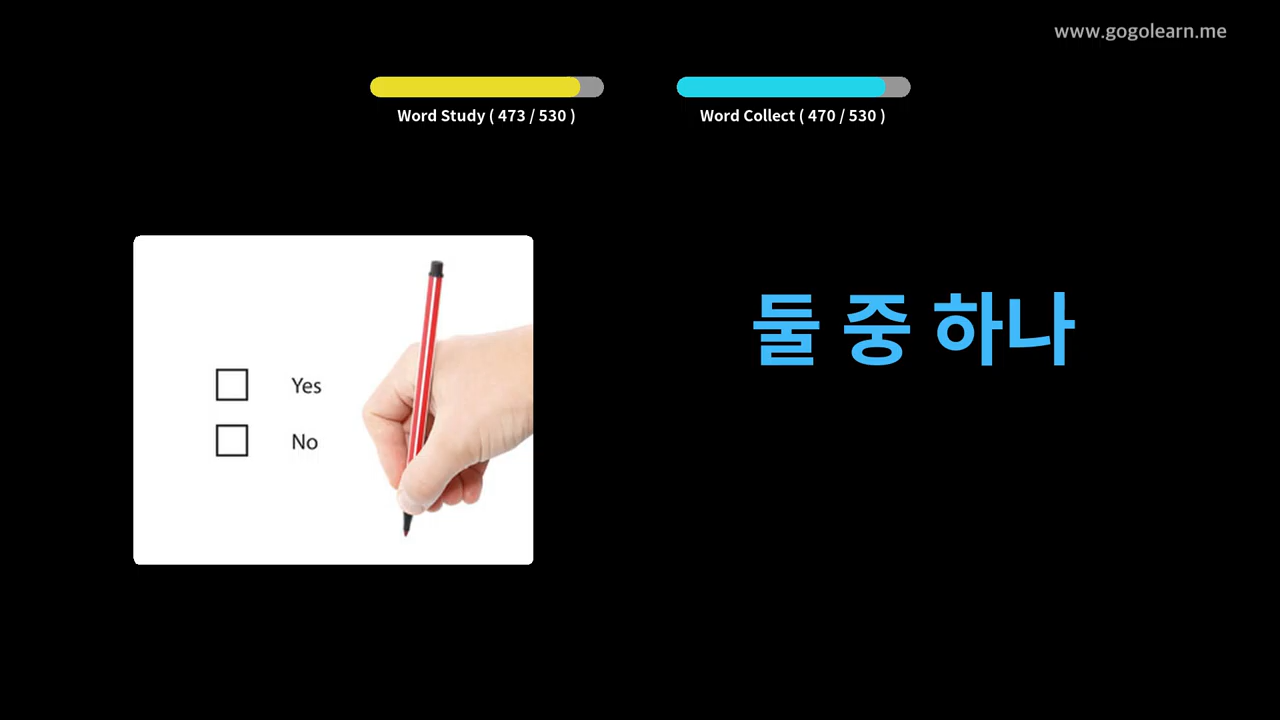 www.gogolearn.me
Word Study ( 473 / 530 )
Word Collect ( 470 / 530 )
둘 중 하나
Yes
No